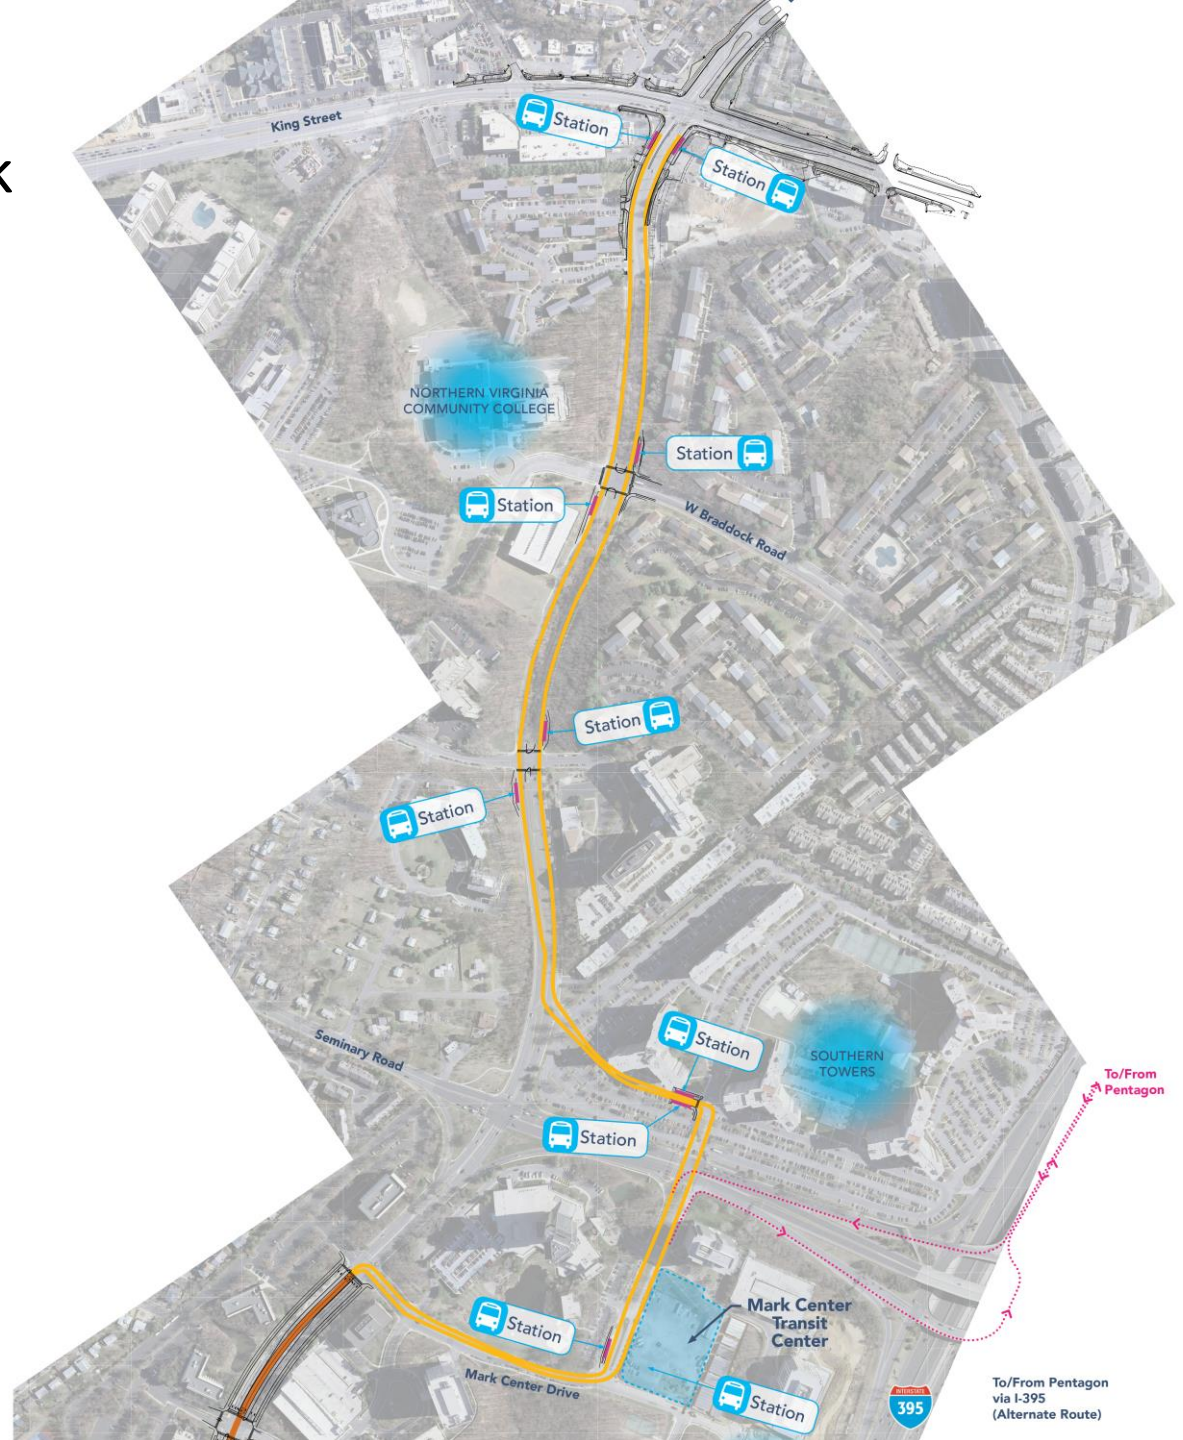 k
Station
King Street
Station
NORTHERN VIRGINIA
COMMUNITY COLLEGE
Station
Station
W Braddock Road
Station
Station
Station
Seminary Road
SOUTHERN
TOWERS
To/From
Pentagon
Station
Mark Center
Transit
Center
Station
Mark Center Drive
Station
INTERSTATE
395
To/From Pentagon
via I-395
(Alternate Route)